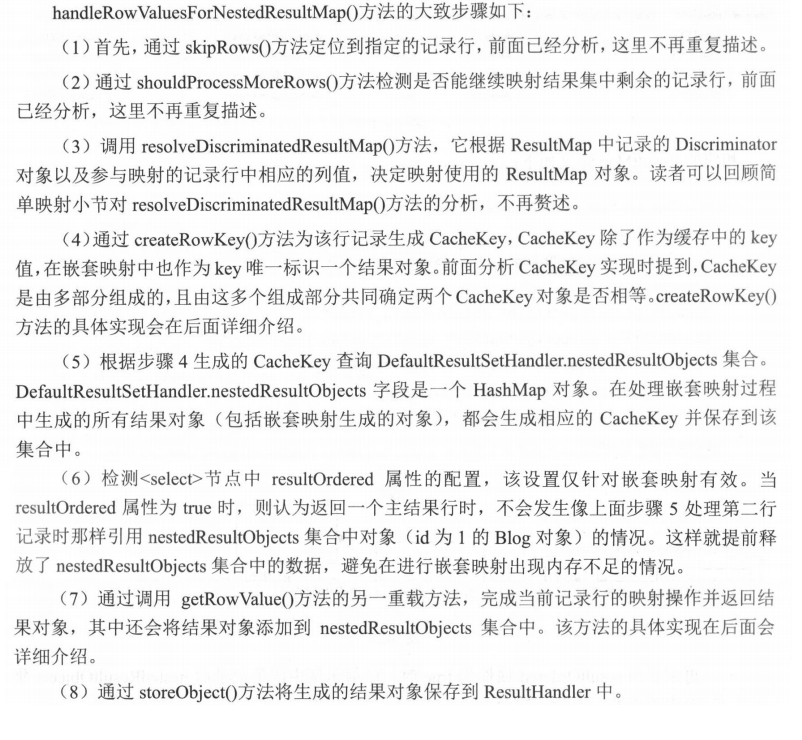 handleRowValuesForNestedResultMap()方法的大致步骤如下：
（1）首先，通过 skipRows()方法定位到指定的记录行，前面已经分析，这里不再重复描述。
（2）通过 shouldProcessMoreRows()方法检测是否能继续映射结果集中剩余的记录行，前面
已经分析，这里不再重复描述。
（3）调用 resolveDiscriminatedResultMap()方法，它根据 ResultMap 中记录的 Discriminator
对象以及参与映射的记录行中相应的列值，决定映射使用的 ResultMap 对象。读者可以回顾简
单映射小节对 resolveDiscriminatedResultMap()方法的分析，不再赘述。
（4）通过 createRowKey()方法为该行记录生成 CacheKey，CacheKey 除了作为缓存中的 key
值，在嵌套映射中也作为 key 唯一标识一个结果对象。前面分析 CacheKey 实现时提到，CacheKey
是由多部分组成的，且由这多个组成部分共同确定两个 CacheKey 对象是否相等。createRowKey()
方法的具体实现会在后面详细介绍。
（5）根据步骤 4 生成的 CacheKey 查询 DefaultResultSetHandler.nestedResultObjects 集合。
DefaultResultSetHandler.nestedResultObjects 字段是一个 HashMap 对象。在处理嵌套映射过程
中生成的所有结果对象（包括嵌套映射生成的对象），都会生成相应的 CacheKey 并保存到该
集合中。
（6）检测<select>节点中 resultOrdered 属性的配置，该设置仅针对嵌套映射有效。当
resultOrdered 属性为 true 时，则认为返回一个主结果行时，不会发生像上面步骤 5 处理第二行
记录时那样引用 nestedResultObjects 集合中对象（id 为 1 的 Blog 对象）的情况。这样就提前释
放了 nestedResultObjects 集合中的数据，避免在进行嵌套映射出现内存不足的情况。
（7）通过调用 getRowValue()方法的另一重载方法，完成当前记录行的映射操作并返回结
果对象，其中还会将结果对象添加到 nestedResultObjects 集合中。该方法的具体实现在后面会
详细介绍。
（8）通过 storeObject()方法将生成的结果对象保存到 ResultHandler 中。